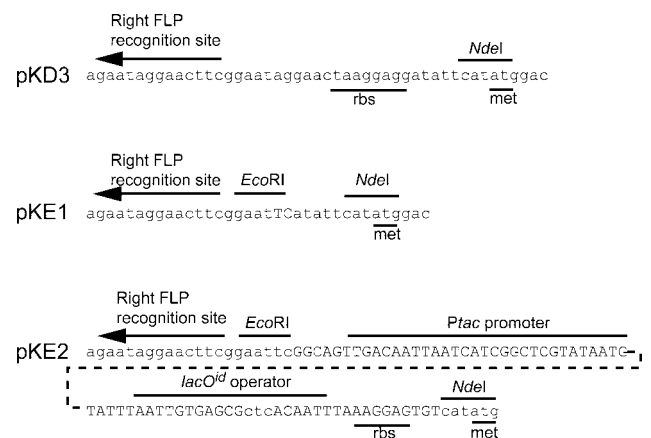 Right FLP
recognition site
NdeI
pKD3 agaataggaacttcggaataggaactaaggaggatattcatatggac
rbs met
Right FLP
recognition site
EcoRI NdeI
pKE1 agaataggaacttcggaatTCatattcatatggac
met
Right FLP
recognition site
EcoRI Ptac promoter
pKE2 agaataggaacttcggaattcGGCAGTTGACAATTAATCATCGGCTCGTATAATG
lacOid operator NdeI
TATTTAATTGTGAGCGctcACAATTTAAAGGAGTGTcatatg
rbs met